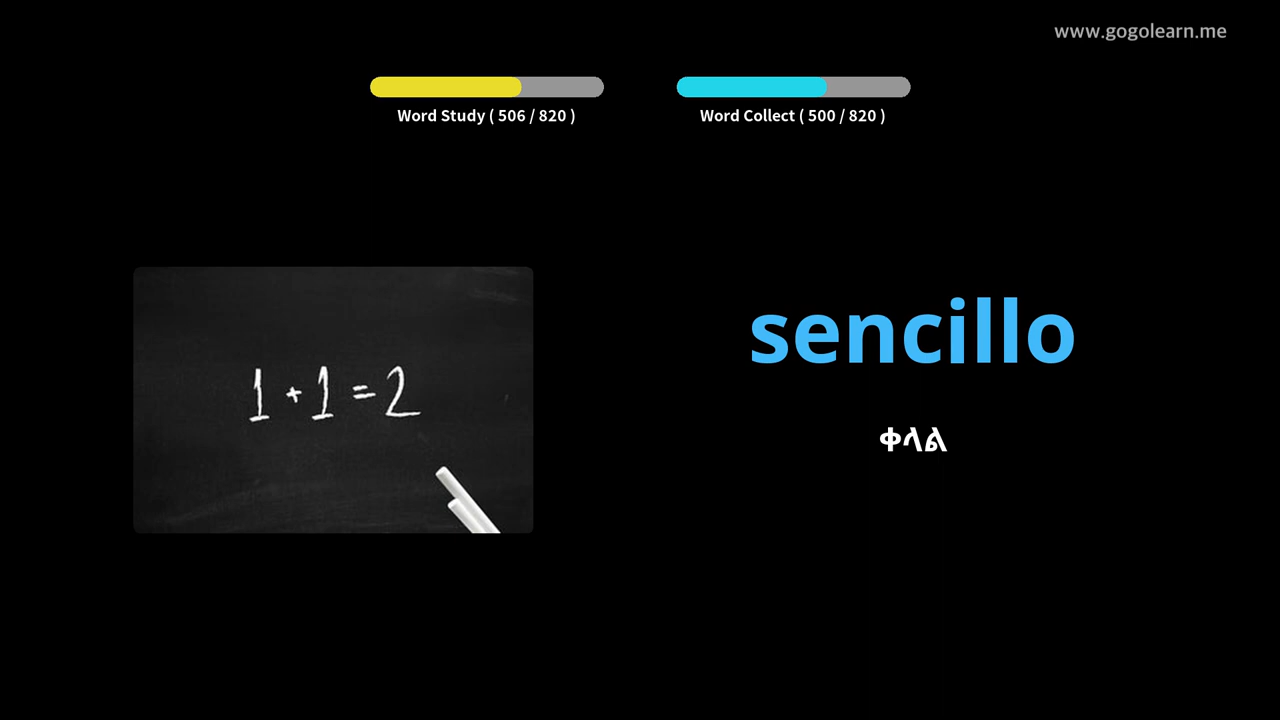 www.gogolearn.me
Word Study ( 506 / 820 )
Word Collect ( 500 / 820 )
1 + 1 = 2
sencillo
ቀላል